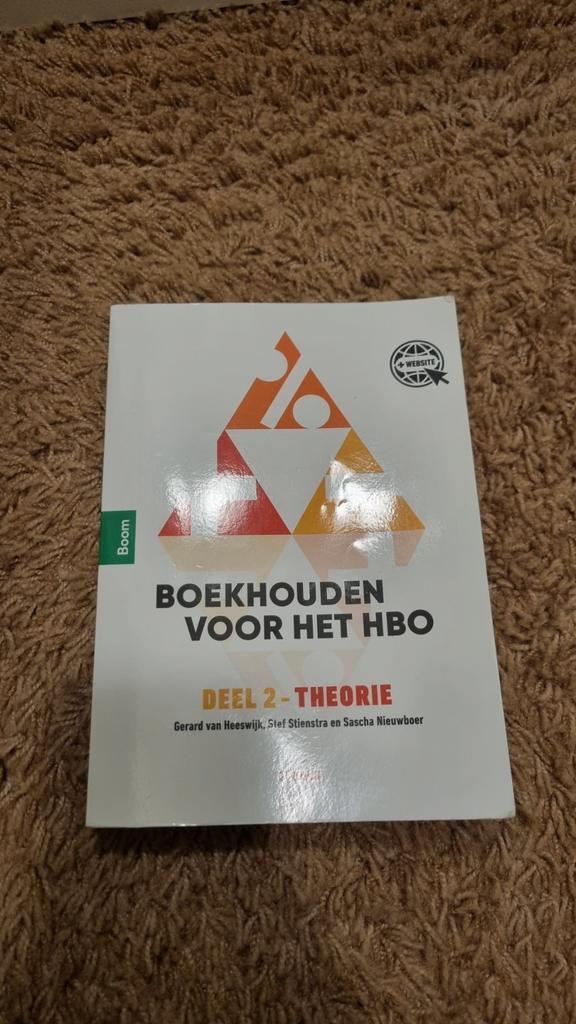 + WEBSITE
Boom
BOEKHOUDEN
VOOR HET HBO
DEEL 2 - THEORIE
Gerard van Heeswijk, Stef Stienstra en Sascha Nieuwboer